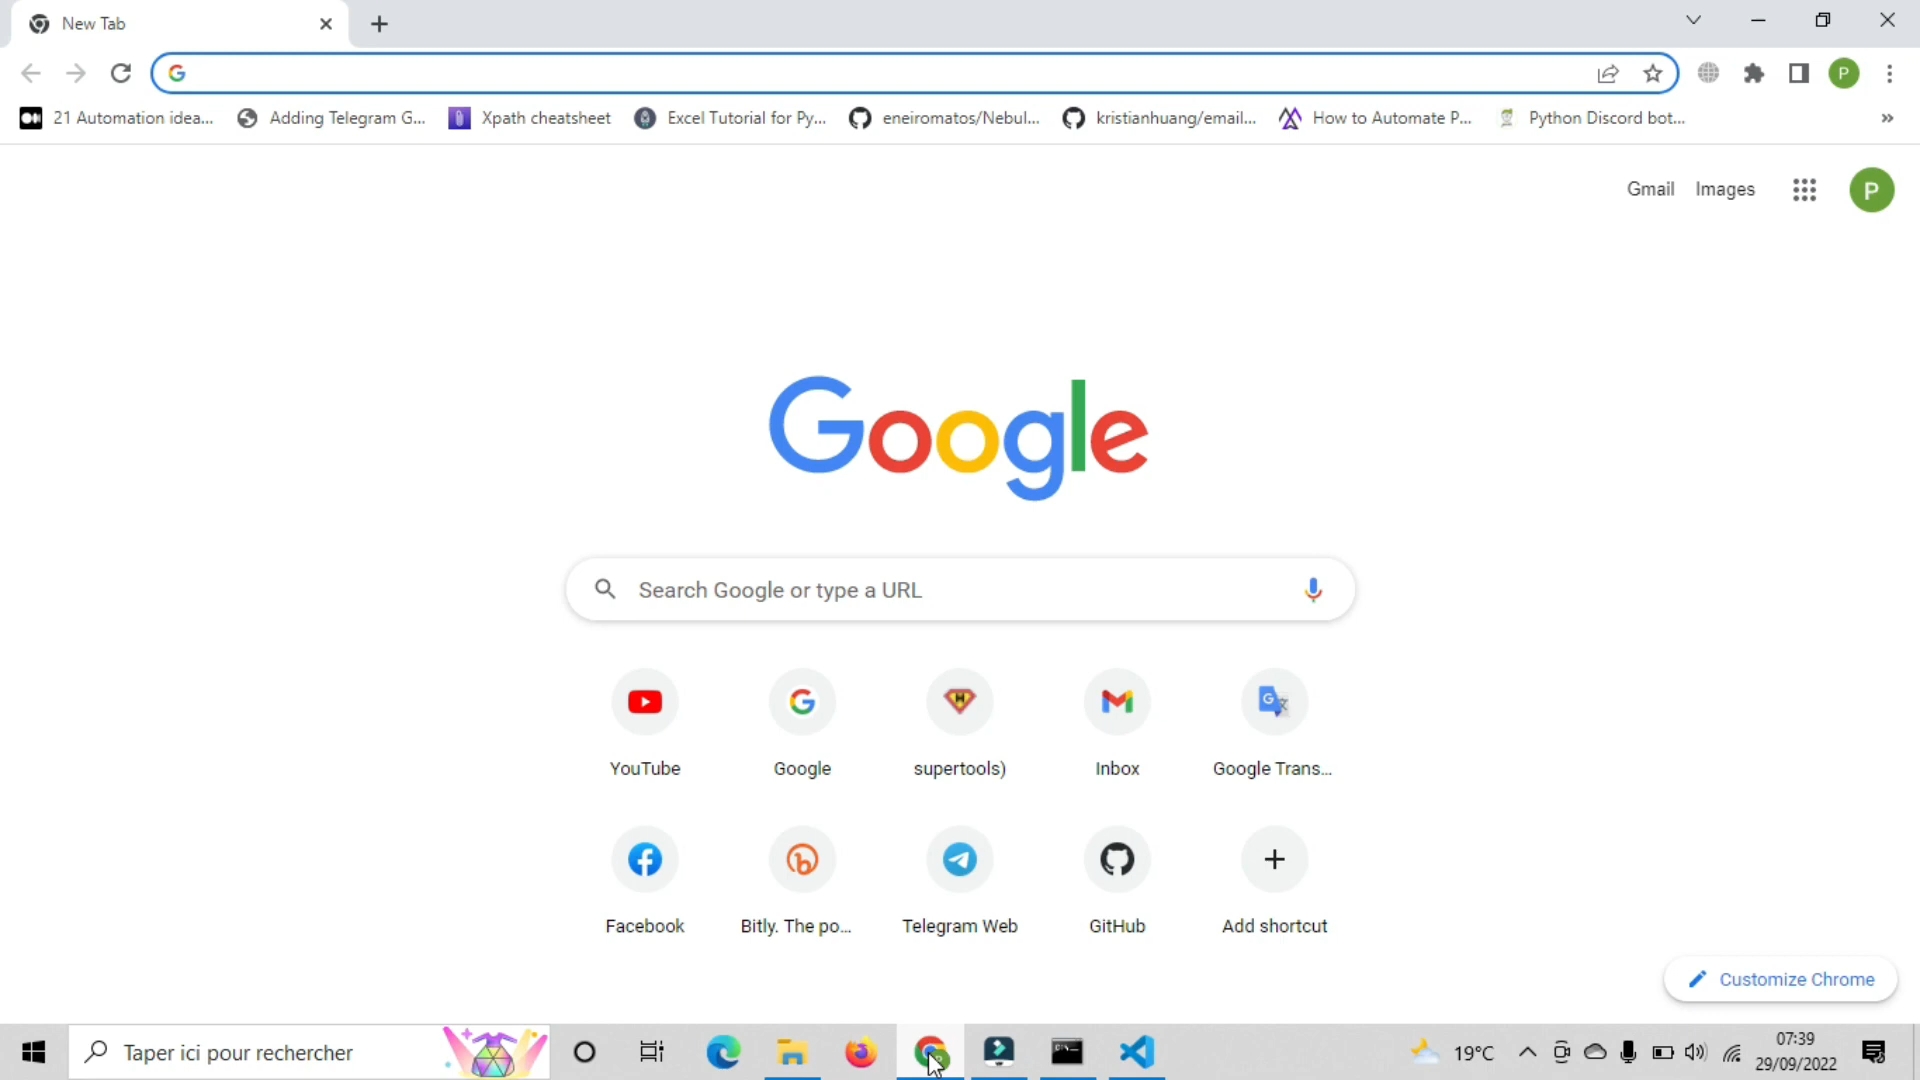 New Tab
21 Automation idea...
Adding Telegram G...
Xpath cheatsheet
Excel Tutorial for Py...
eneiromatos/Nebul...
kristianhuang/email...
How to Automate P...
Python Discord bot...
»
Gmail
Images
P
P
Google
Search Google or type a URL
YouTube
Google
supertools)
Inbox
Google Trans...
Facebook
Bitly. The po...
Telegram Web
GitHub
Add shortcut
Customize Chrome
Taper ici pour rechercher
19°C
07:39
29/09/2022